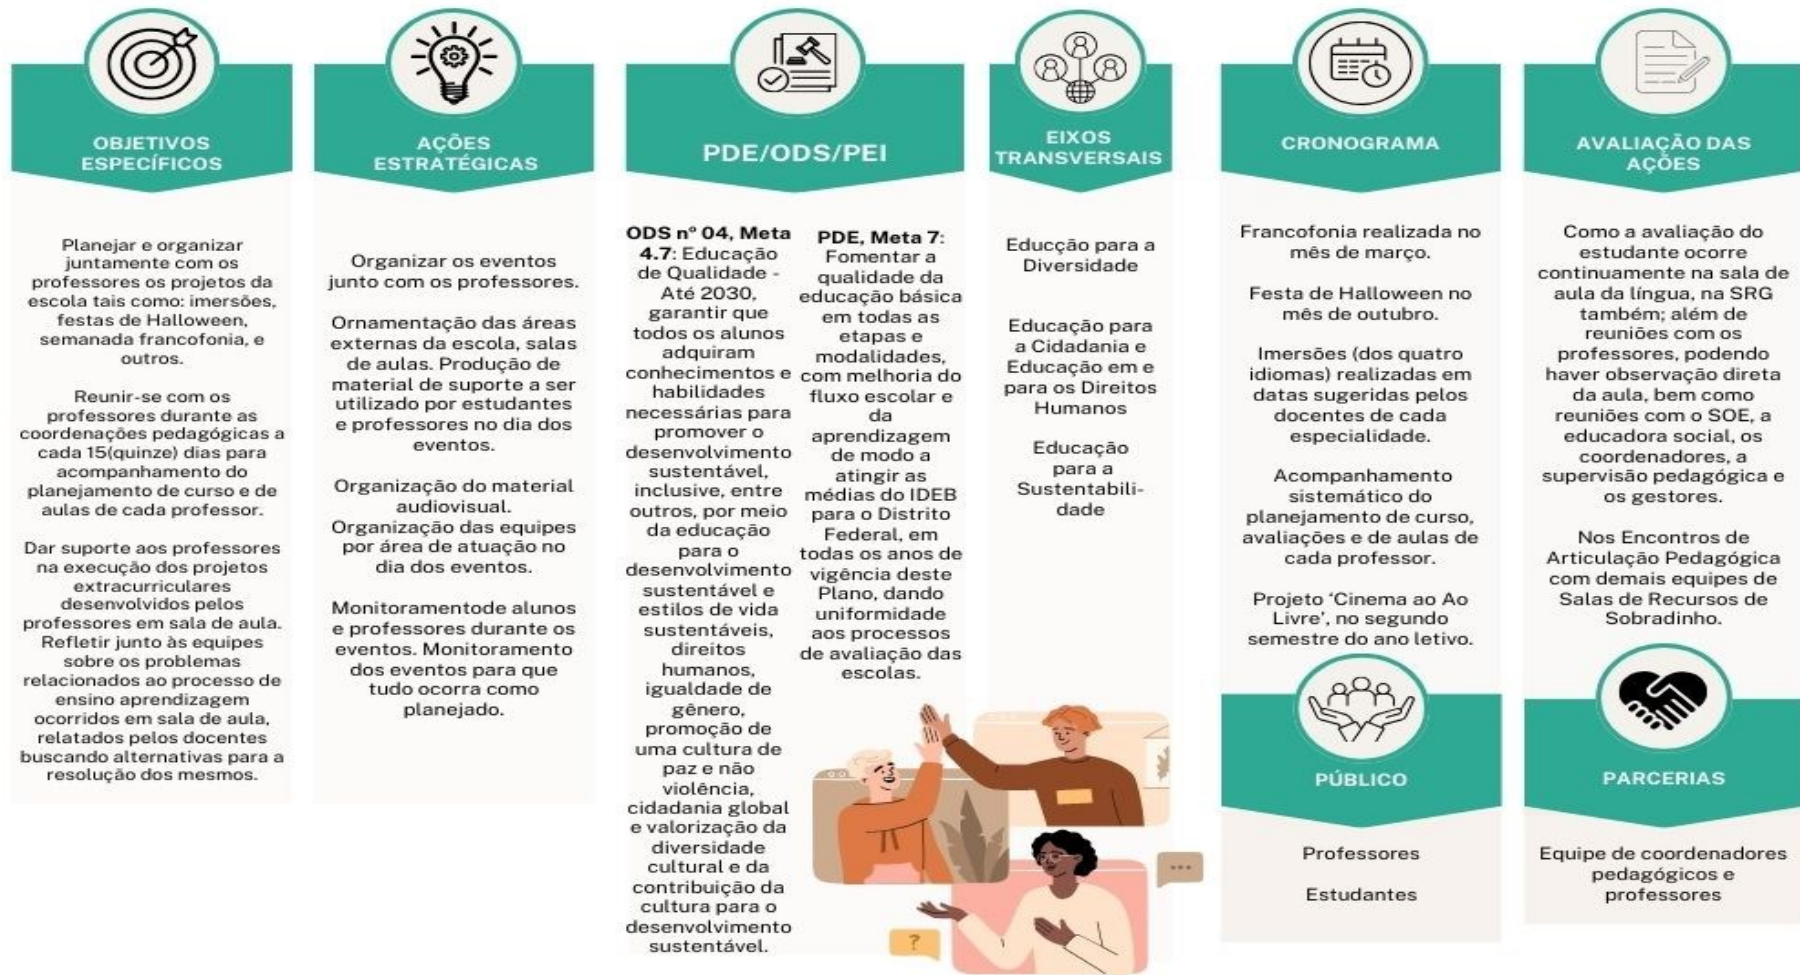 OBJETIVOS
ESPECÍFICOS
Planejar e organizar
juntamente com os
professores os projetos da
escola tais como: imersões,
festas de Halloween,
semanada francofonia, e
outros.
Reunir-se com os
professores durante as
coordenações pedagógicas a
cada 15(quinze) dias para
acompanhamento do
planejamento de curso e de
aulas de cada professor.
Dar suporte aos professores
na execução dos projetos
extracurriculares
desenvolvidos pelos
professores em sala de aula.
Refletir junto às equipes
sobre os problemas
relacionados ao processo de
ensino aprendizagem
ocorridos em sala de aula,
relatados pelos docentes
buscando alternativas para a
resolução dos mesmos.
AÇÕES
ESTRATÉGICAS
Organizar os eventos
junto com os professores.
Ornamentação das áreas
externas da escola, salas
de aulas. Produção de
material de suporte a ser
utilizado por estudantes
e professores no dia dos
eventos.
Organização do material
audiovisual.
Organização das equipes
por área de atuação no
dia dos eventos.
Monitoramentode alunos
e professores durante os
eventos. Monitoramento
dos eventos para que
tudo ocorra como
planejado.
PDE/ODS/PEI
ODS nº 04, Meta
4.7: Educação
de Qualidade -
Até 2030,
garantir que
todos os alunos
adquiram
conhecimentos e
habilidades
necessárias para
promover o
desenvolvimento
sustentável,
inclusive, entre
outros, por meio
da educação
para o
desenvolvimento
sustentável e
estilos de vida
sustentáveis,
direitos
humanos,
igualdade de
gênero,
promoção de
uma cultura de
paz e não
violência,
cidadania global
e valorização da
diversidade
cultural e da
contribuição da
cultura para o
desenvolvimento
sustentável.
PDE, Meta 7:
Fomentar a
qualidade da
educação básica
em todas as
etapas e
modalidades,
com melhoria do
fluxo escolar e
da
aprendizagem
de modo a
atingir as
médias do IDEB
para o Distrito
Federal, em
todas os anos de
vigência deste
Plano, dando
uniformidade
aos processos
de avaliação das
escolas.
EIXOS
TRANSVERSAIS
Educção para a
Diversidade
Educação para
a Cidadania e
Educação em e
para os Direitos
Humanos
Educação
para a
Sustentabili-
dade
?
...
CRONOGRAMA
Francofonia realizada no
mês de março.
Festa de Halloween no
mês de outubro.
Imersões (dos quatro
idiomas) realizadas em
datas sugeridas pelos
docentes de cada
especialidade.
Acompanhamento
sistemático do
planejamento de curso,
avaliações e de aulas de
cada professor.
Projeto ‘Cinema ao Ao
Livre’, no segundo
semestre do ano letivo.
PÚBLICO
Professores
Estudantes
AVALIAÇÃO DAS
AÇÕES
Como a avaliação do
estudante ocorre
continuamente na sala de
aula da língua, na SRG
também; além de
reuniões com os
professores, podendo
haver observação direta
da aula, bem como
reuniões com o SOE, a
educadora social, os
coordenadores, a
supervisão pedagógica e
os gestores.
Nos Encontros de
Articulação Pedagógica
com demais equipes de
Salas de Recursos de
Sobradinho.
PARCERIAS
Equipe de coordenadores
pedagógicos e
professores